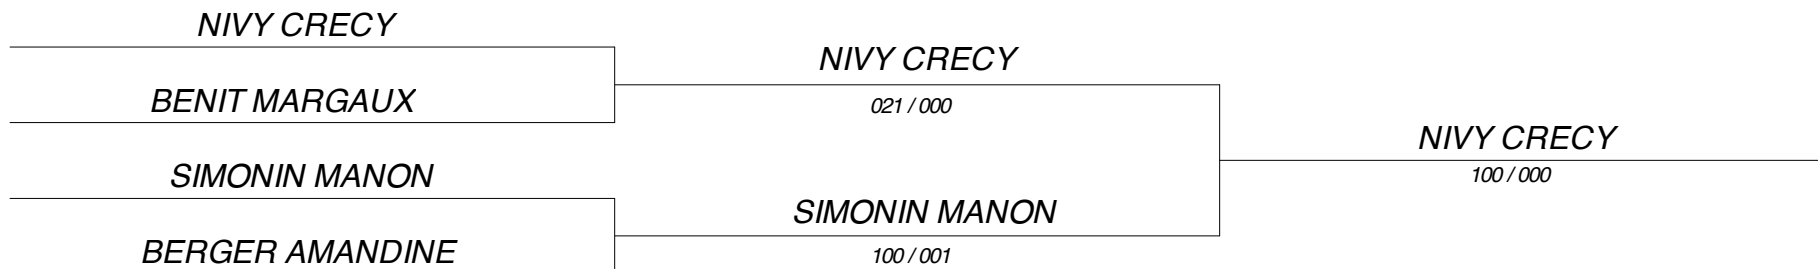 NIVY CRECY
BENIT MARGAUX
SIMONIN MANON
BERGER AMANDINE
NIVY CRECY
021 / 000
SIMONIN MANON
100 / 001
NIVY CRECY
100 / 000